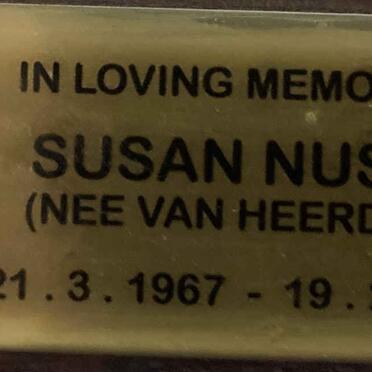 IN LOVING MEMO
SUSAN NUS
(NEE VAN HEERD
21 . 3 . 1967 - 19 .